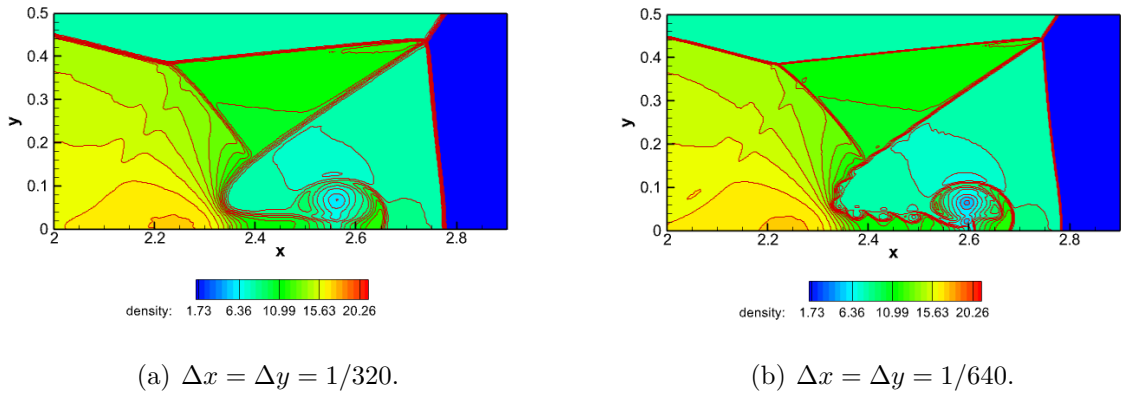 0.5
0.4
0.3
0.2
0.1
0
y
2 2.2 2.4 2.6 2.8
x
density: 1.73 6.36 10.99 15.63 20.26
(a) Δx = Δy = 1/320.
0.5
0.4
0.3
0.2
0.1
0
y
2 2.2 2.4 2.6 2.8
x
density: 1.73 6.36 10.99 15.63 20.26
(b) Δx = Δy = 1/640.